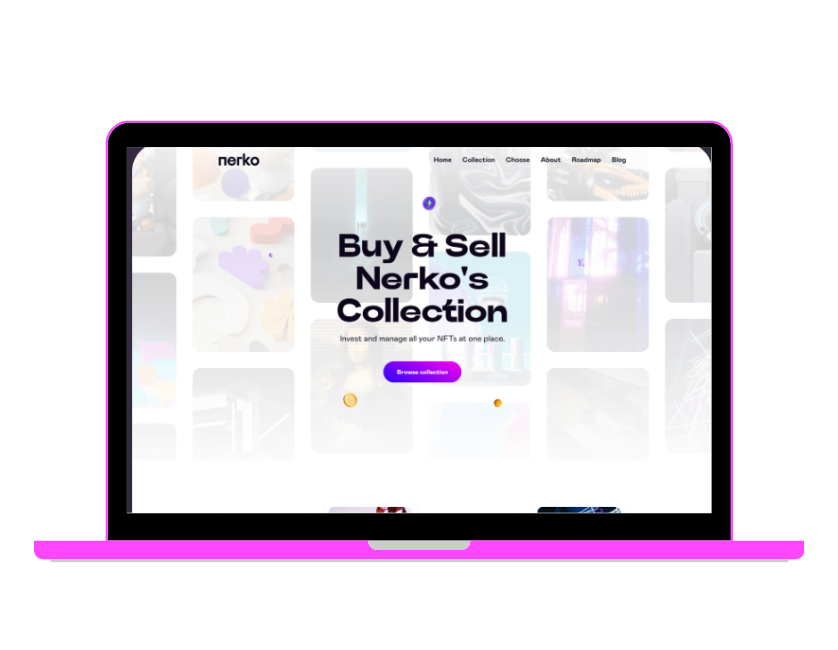 nerko
Home Collection Choose About Roadmap Blog
Buy & Sell
Nerko's
Collection
Invest and manage all your NFTs at one place.
Browse collection